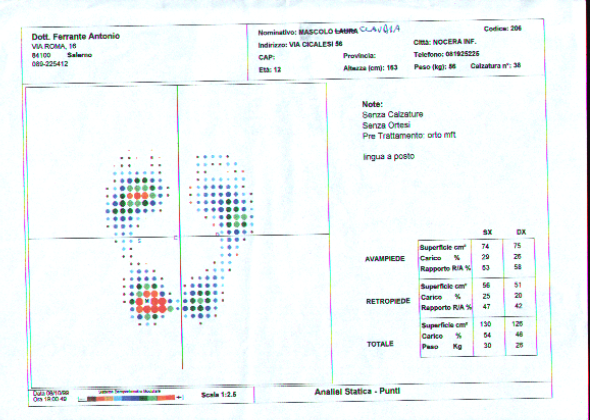 Dott. Ferrante Antonio
VIA ROMA, 16
84100 Salerno
089-225412
Nominativo: MASCOLO LAURA CLAUDIA
Codice: 206
Indirizzo: VIA CICALESI 56
Città: NOCERA INF.
CAP:
Provincia:
Telefono: 081925225
Età: 12
Altezza (cm): 163
Peso (kg): 56
Calzatura n°: 38
Note:
Senza Calzature
Senza Ortesi
Pre Trattamento: orto mft
lingua a posto
SX DX
AVAMPIEDE
Superficie cm² 74 75
Carico % 29 26
Rapporto R/A % 53 58
RETROPIEDE
Superficie cm² 56 51
Carico % 25 20
Rapporto R/A % 47 42
TOTALE
Superficie cm² 130 126
Carico % 54 46
Peso Kg 30 26
Scala 1:2,5
Analisi Statica - Punti